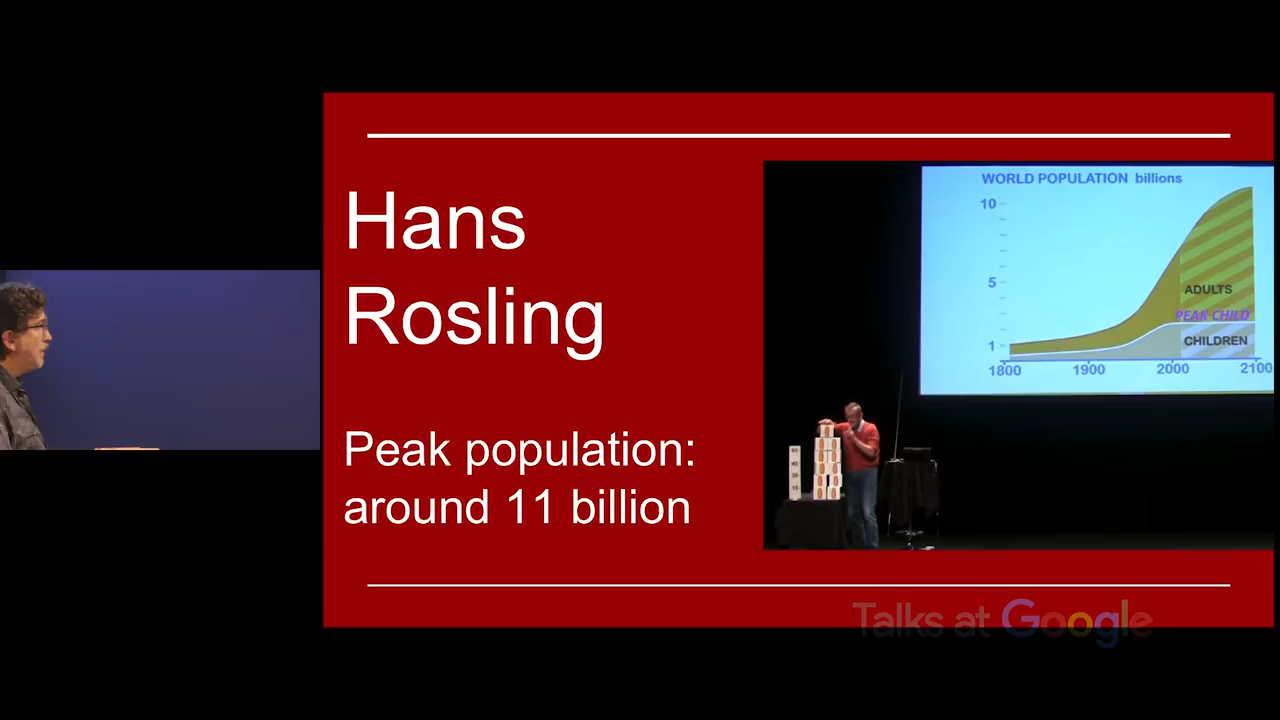 Hans
Rosling
Peak population:
around 11 billion
WORLD POPULATION billions
10
5
1
ADULTS
PEAK CHILD
CHILDREN
1800
1900
2000
2100
Talks at Google